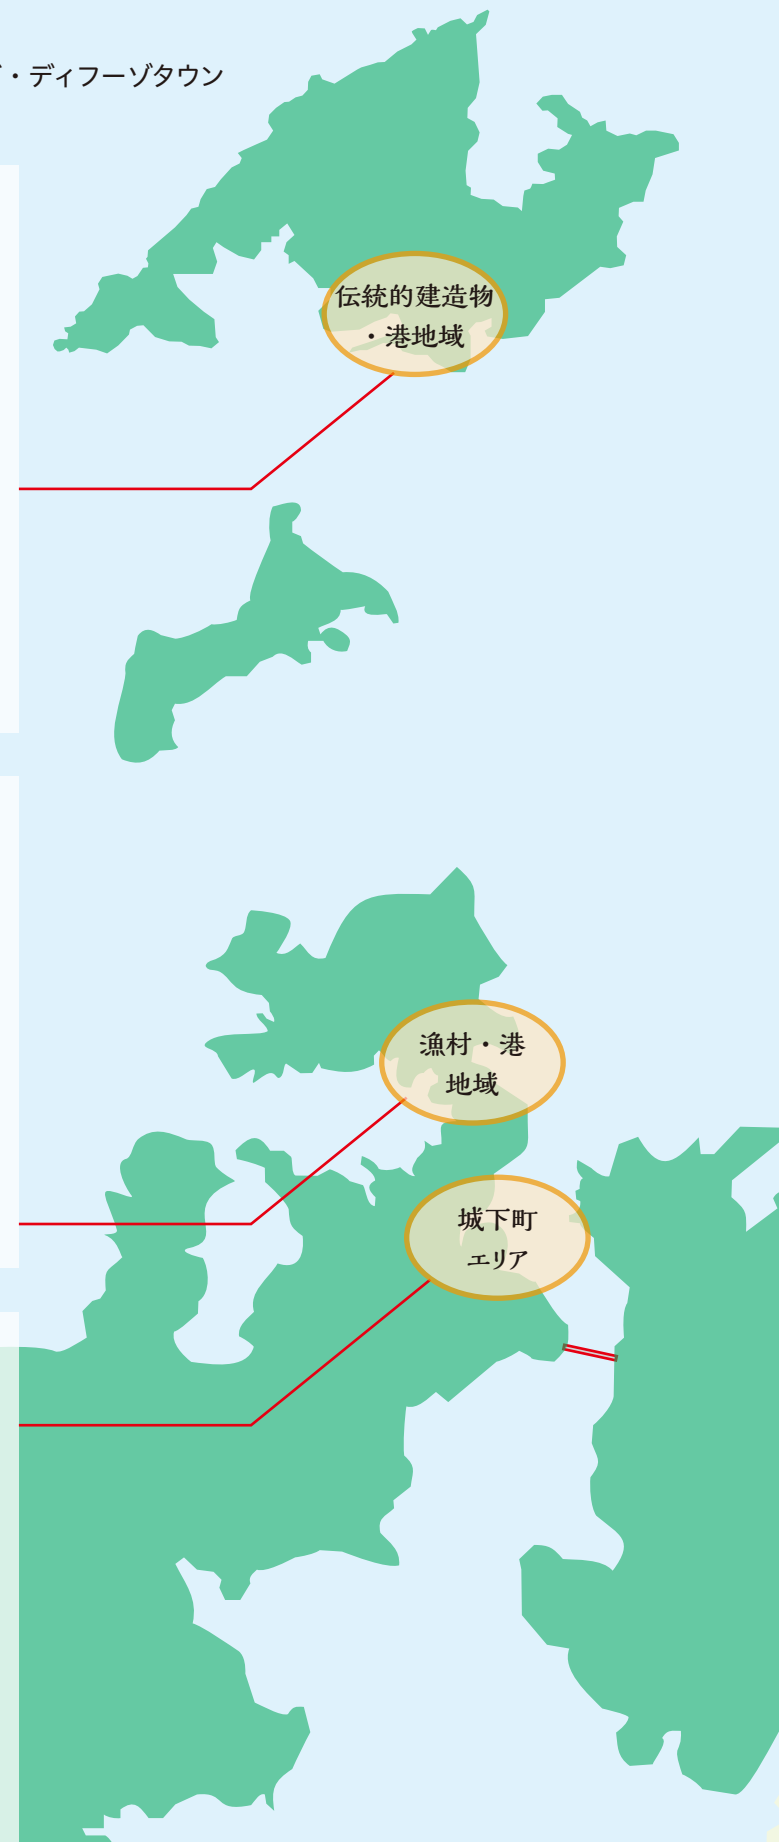 ・ディフーゾタウン
伝統的建造物
・港地域
漁村・港
地域
城下町
エリア